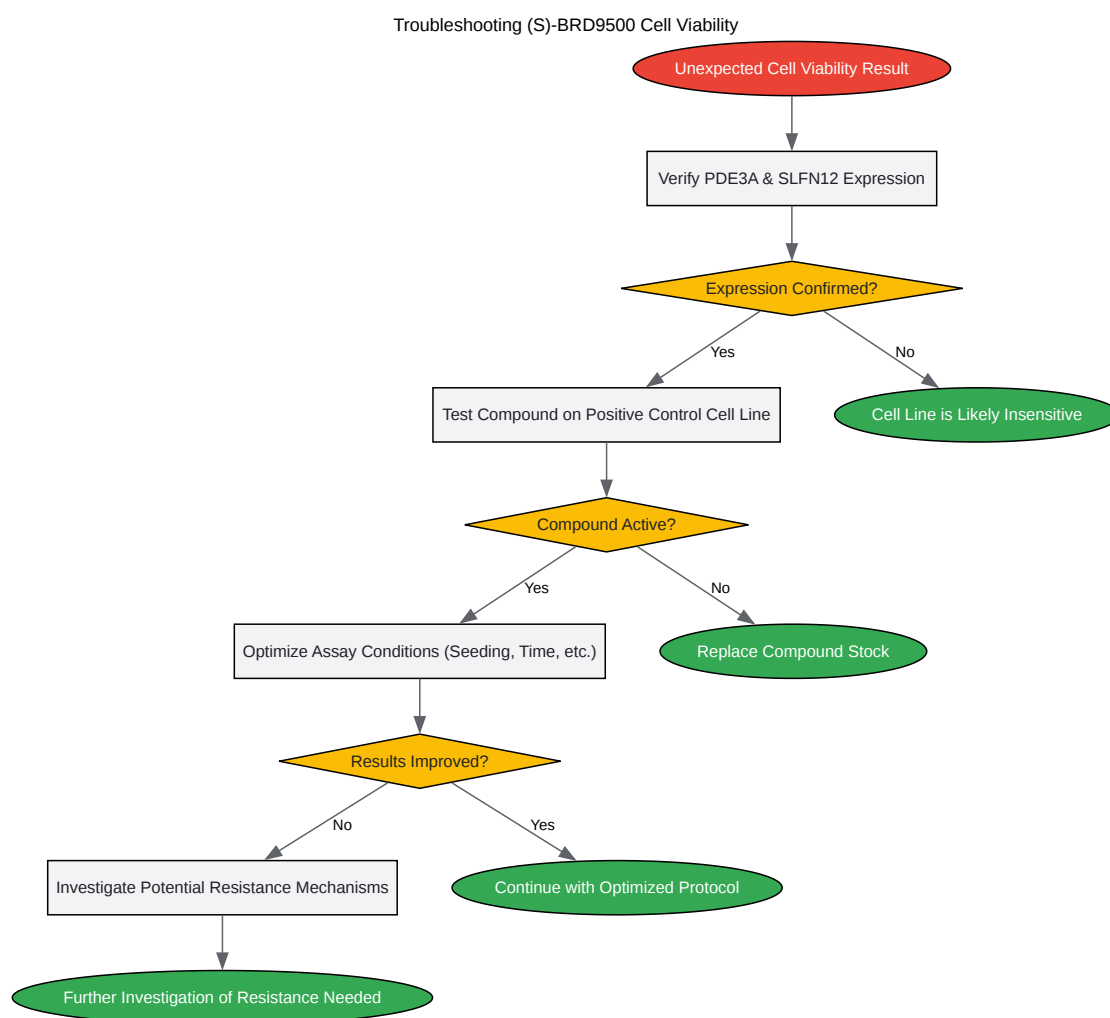 Troubleshooting (S)-BRD9500 Cell Viability
Unexpected Cell Viability Result
Verify PDE3A & SLFN12 Expression
Expression Confirmed?
Yes
No
Test Compound on Positive Control Cell Line
Cell Line is Likely Insensitive
Compound Active?
Yes
No
Optimize Assay Conditions (Seeding, Time, etc.)
Replace Compound Stock
Results Improved?
No
Yes
Investigate Potential Resistance Mechanisms
Continue with Optimized Protocol
Further Investigation of Resistance Needed